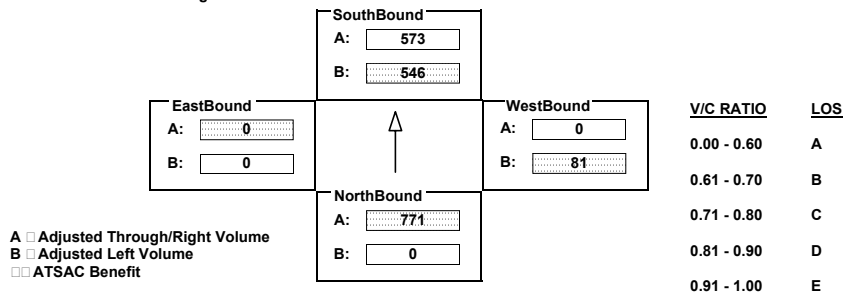 SouthBound
A: 573
B: 546
EastBound
A: 0
B: 0
WestBound
A: 0
B: 81
NorthBound
A: 771
B: 0
A □ Adjusted Through/Right Volume
B □ Adjusted Left Volume
□□ ATSAC Benefit
V/C RATIO LOS
0.00 - 0.60 A
0.61 - 0.70 B
0.71 - 0.80 C
0.81 - 0.90 D
0.91 - 1.00 E